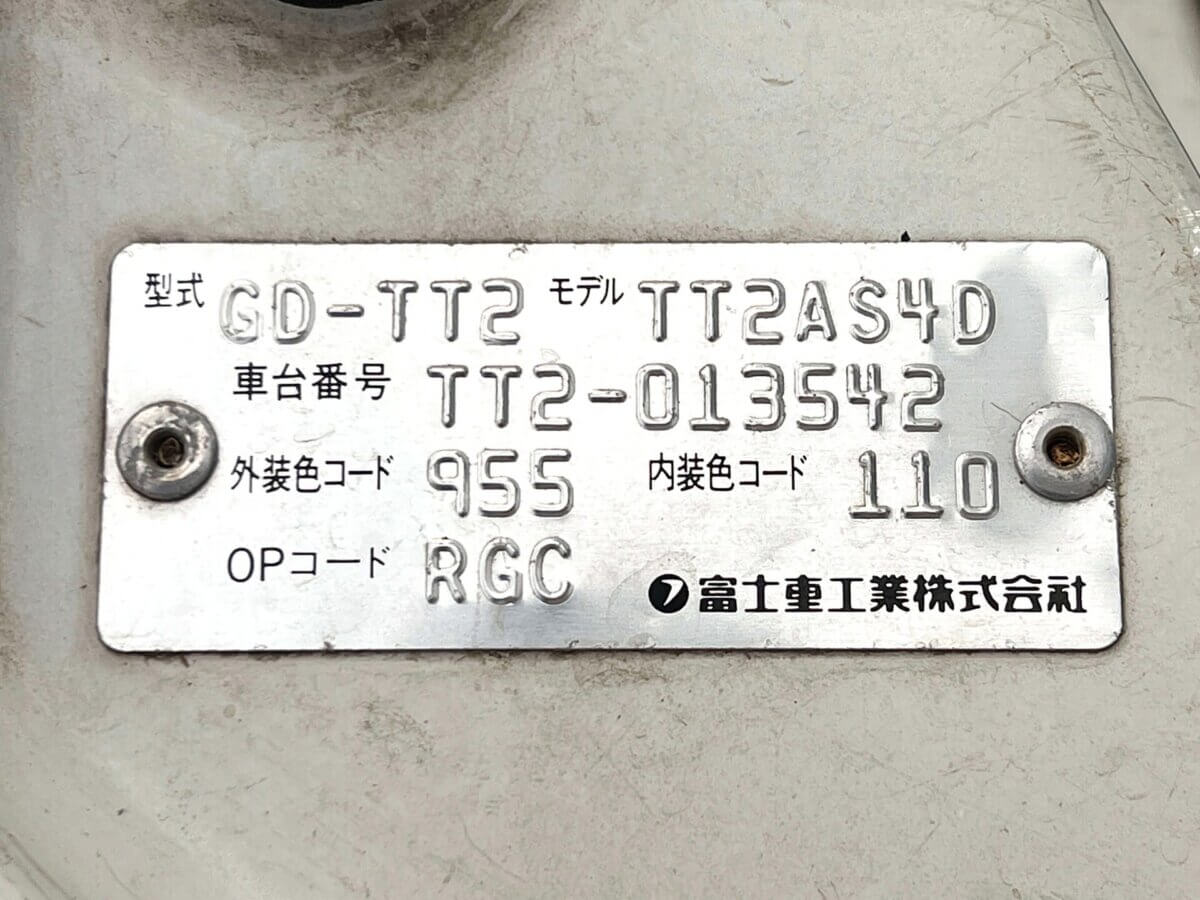 型式 GD-TT2 モデル TT2AS4D
車台番号 TT2-013542
外装色コード 955 内装色コード 110
OPコード RGC
フ富士重工業株式会社